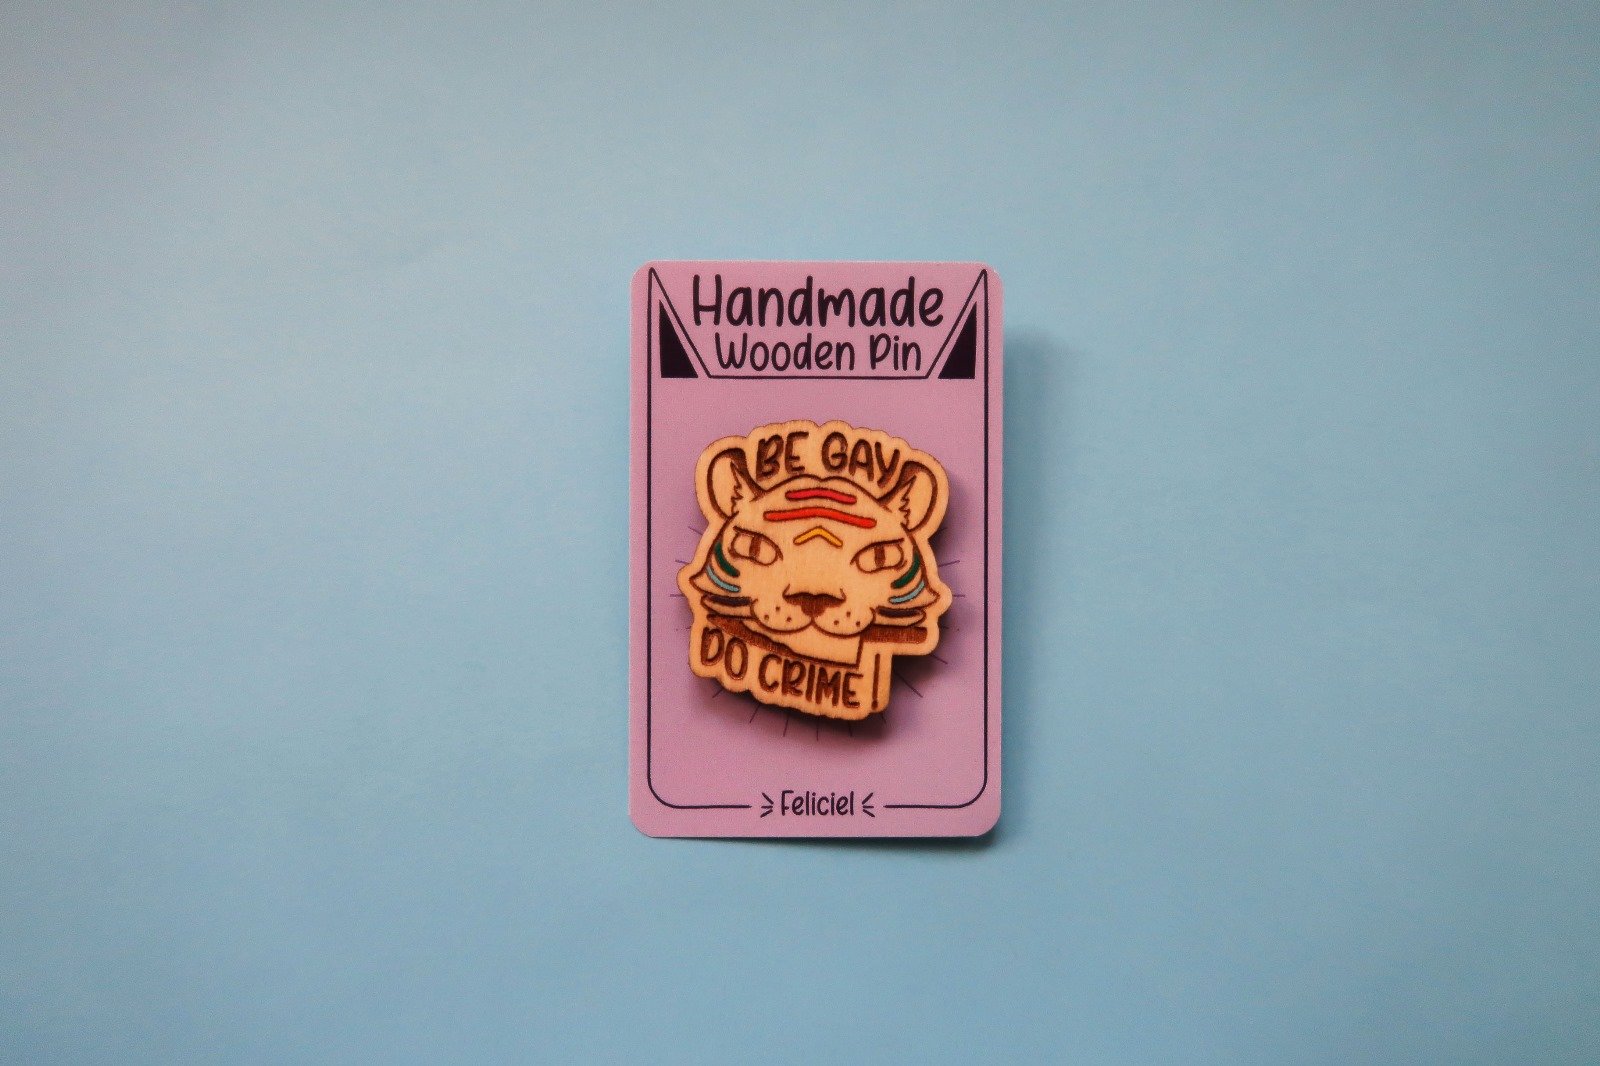 Handmade
Wooden Pin
BE GAY
DO CRIME!
Feliciel